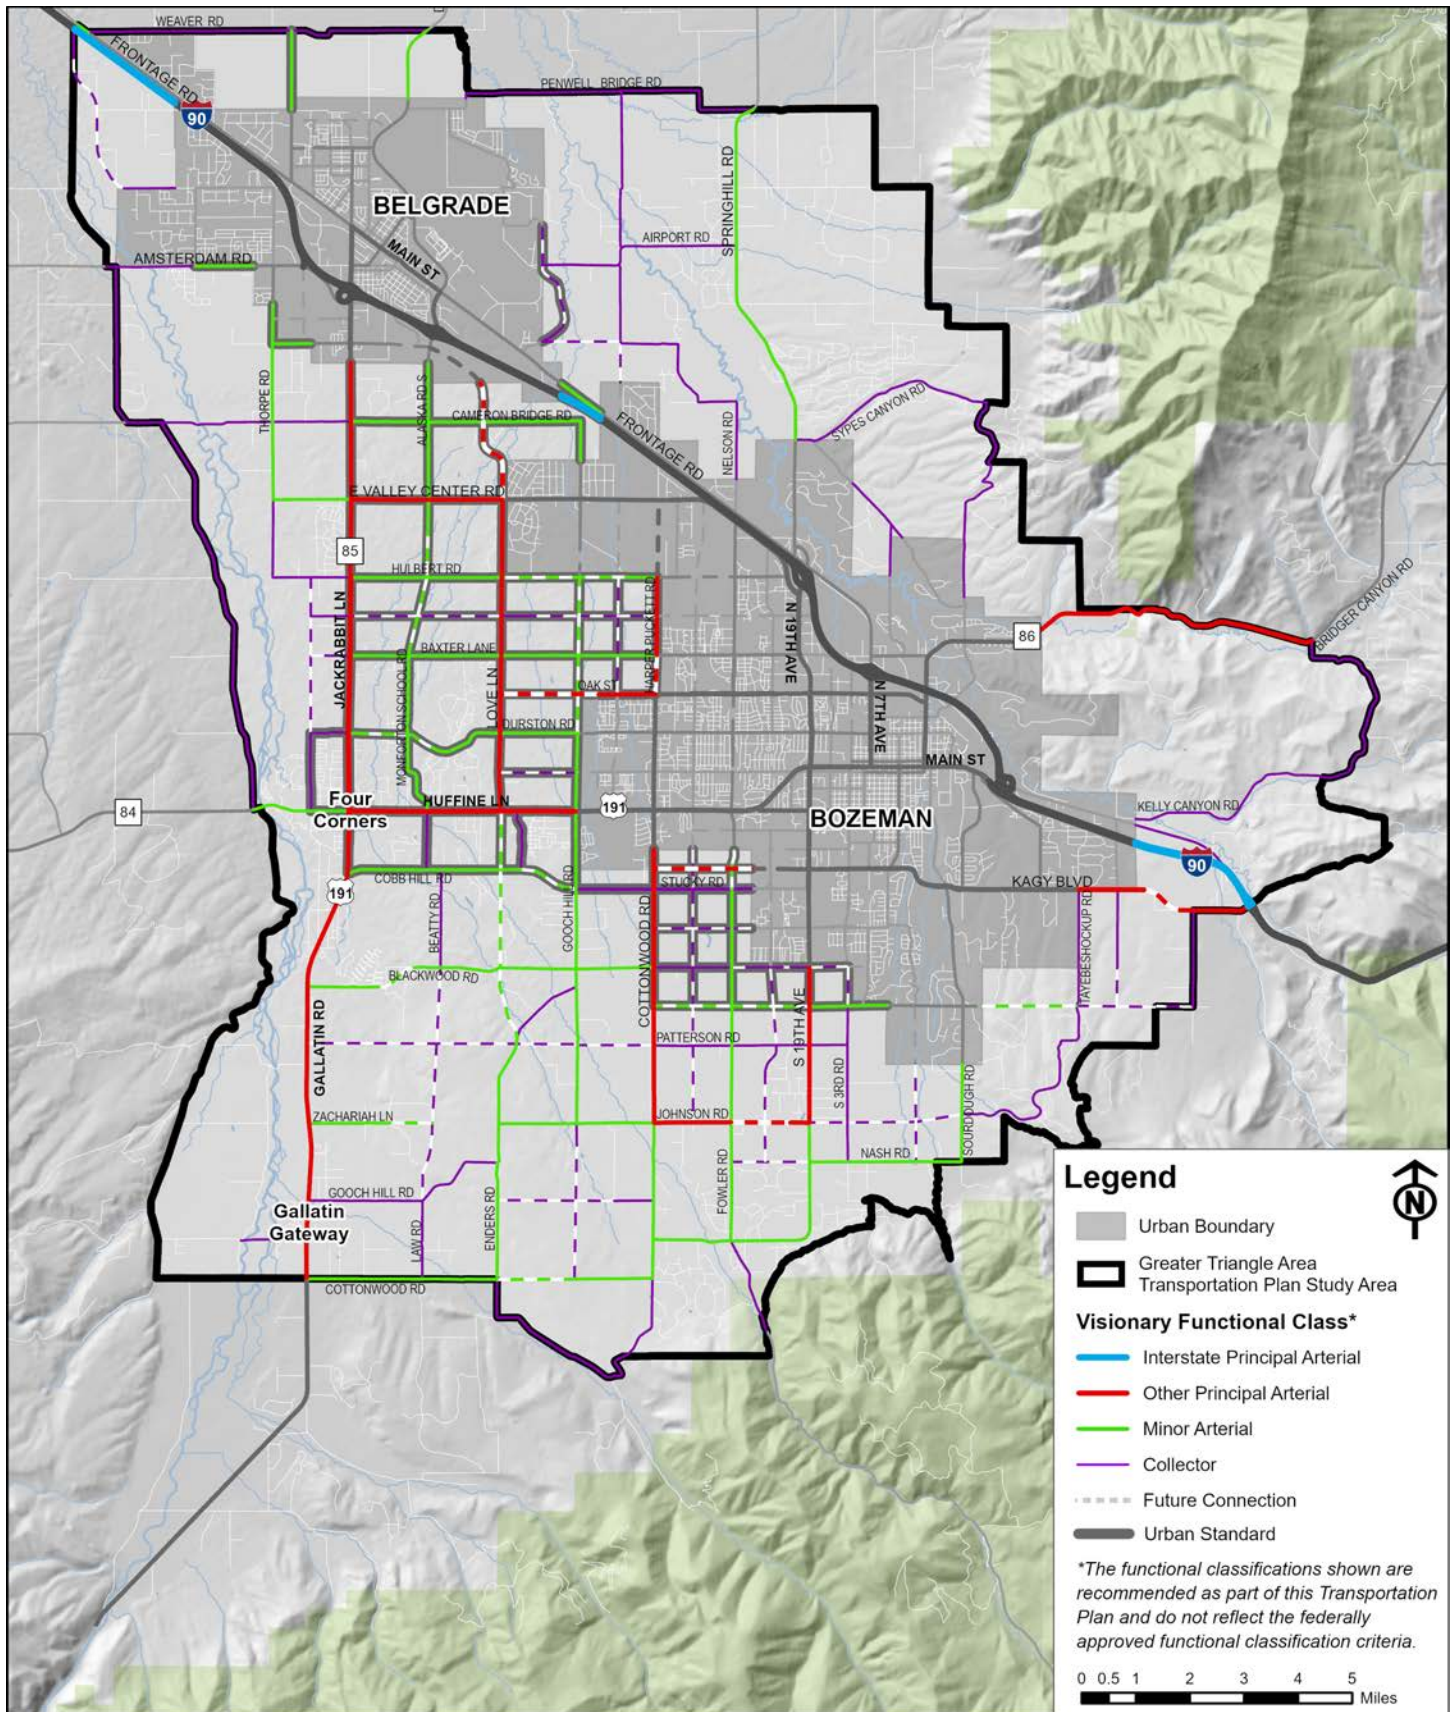 WEAVER RD
FRONTAGE RD
90
PENWELL BRIDGE RD
BELGRADE
SPRINGHILL RD
AIRPORT RD
MAIN ST
AMSTERDAM RD
THORPE RD
ALASKA RD S
CAMERON BRIDGE RD
FRONTAGE RD
NELSON RD
SYPES CANYON RD
E VALLEY CENTER RD
85
HULBERT RD
JACKRABBIT LN
MONFORTON SCHOOL RD
BAXTER LANE
LOVE LN
HARPER PUCKETT RD
OAK ST
DURSTON RD
N 19TH AVE
N 7TH AVE
86
BRIDGER CANYON RD
MAIN ST
84
Four
Corners
HUFFINE LN
191
BOZEMAN
KELLY CANYON RD
90
COBB HILL RD
191
STUCKY RD
KAGY BLVD
BEATTY RD
GOOCH HILL RD
COTTONWOOD RD
TAYEBESHOCKUP RD
BLACKWOOD RD
GALLATIN RD
PATTERSON RD
S 19TH AVE
S 3RD RD
SOURDOUGH RD
ZACHARIAH LN
JOHNSON RD
NASH RD
FOWLER RD
GOOCH HILL RD
Gallatin
Gateway
LAW RD
ENDERS RD
COTTONWOOD RD
Legend
N
Urban Boundary
Greater Triangle Area
Transportation Plan Study Area
Visionary Functional Class*
Interstate Principal Arterial
Other Principal Arterial
Minor Arterial
Collector
Future Connection
Urban Standard
*The functional classifications shown are
recommended as part of this Transportation
Plan and do not reflect the federally
approved functional classification criteria.
0 0.5 1 2 3 4 5
Miles